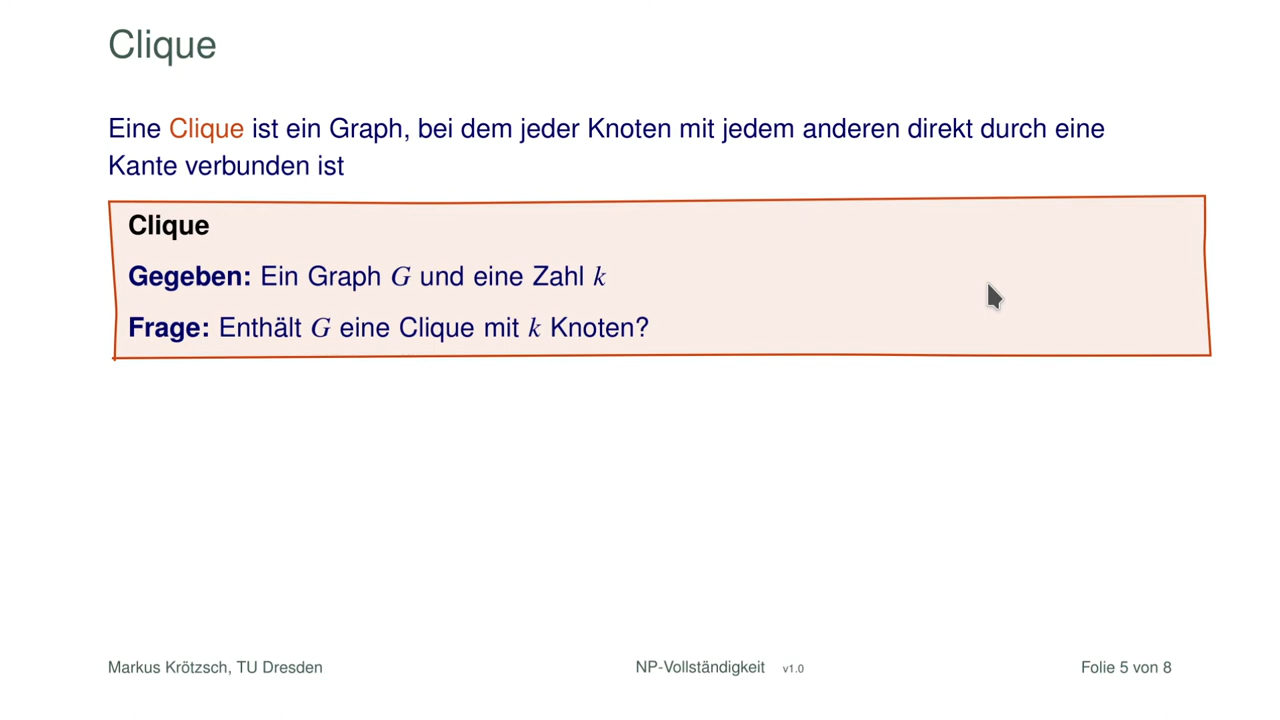 Clique
Eine Clique ist ein Graph, bei dem jeder Knoten mit jedem anderen direkt durch eine
Kante verbunden ist
Clique
Gegeben: Ein Graph G und eine Zahl k
Frage: Enthält G eine Clique mit k Knoten?
Markus Krötzsch, TU Dresden NP-Vollständigkeit v1.0 Folie 5 von 8